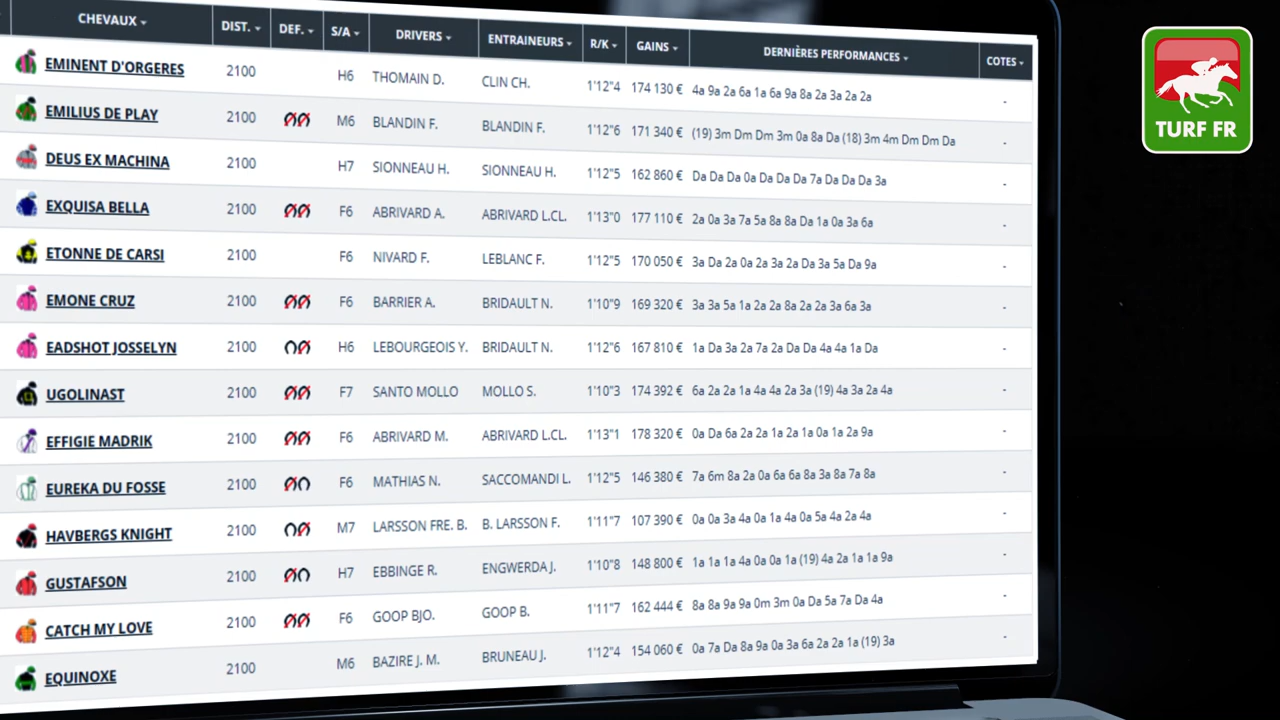 CHEVAUX DIST. DEF. S/A DRIVERS ENTRAINEURS R/K GAINS DERNIÈRES PERFORMANCES COTES
EMINENT D'ORGERES 2100 H6 THOMAIN D. CLIN CH. 1'12"4 174 130 € 4a 9a 2a 6a 1a 6a 9a 8a 2a 3a 2a 2a -
EMILIUS DE PLAY 2100 M6 BLANDIN F. BLANDIN F. 1'12"6 171 340 € (19) 3m Dm Dm 3m 0a 8a Da (18) 3m 4m Dm Dm Da -
DEUS EX MACHINA 2100 H7 SIONNEAU H. SIONNEAU H. 1'12"5 162 860 € Da Da Da 0a Da Da Da 7a Da Da Da 3a -
EXQUISA BELLA 2100 F6 ABRIVARD A. ABRIVARD L.CL. 1'13"0 177 110 € 2a 0a 3a 7a 5a 8a 8a Da 1a 0a 3a 6a -
ETONNE DE CARSI 2100 F6 NIVARD F. LEBLANC F. 1'12"5 170 050 € 3a Da 2a 0a 2a 3a 2a Da 3a 5a Da 9a -
EMONE CRUZ 2100 F6 BARRIER A. BRIDAULT N. 1'10"9 169 320 € 3a 3a 5a 1a 2a 2a 8a 2a 2a 3a 6a 3a -
EADSHOT JOSSELYN 2100 H6 LEBOURGEOIS Y. BRIDAULT N. 1'12"6 167 810 € 1a Da 3a 2a 7a 2a Da Da 4a 4a 1a Da -
UGOLINAST 2100 F7 SANTO MOLLO MOLLO S. 1'10"3 174 392 € 6a 2a 2a 1a 4a 4a 2a 3a (19) 4a 3a 2a 4a -
EFFIGIE MADRIK 2100 F6 ABRIVARD M. ABRIVARD L.CL. 1'13"1 178 320 € 0a Da 6a 2a 2a 1a 2a 1a 0a 1a 2a 9a -
EUREKA DU FOSSE 2100 F6 MATHIAS N. SACCOMANDI L. 1'12"5 146 380 € 7a 6m 8a 2a 0a 6a 6a 8a 3a 8a 7a 8a -
HAVBERGS KNIGHT 2100 M7 LARSSON FRE. B. B. LARSSON F. 1'11"7 107 390 € 0a 0a 3a 4a 0a 1a 4a 0a 5a 4a 2a 4a -
GUSTAFSON 2100 H7 EBBINGE R. ENGWERDA J. 1'10"8 148 800 € 1a 1a 1a 4a 0a 0a 1a (19) 4a 2a 1a 1a 9a -
CATCH MY LOVE 2100 F6 GOOP BJO. GOOP B. 1'11"7 162 444 € 8a 8a 9a 9a 0m 3m 0a Da 5a 7a Da 4a -
EQUINOXE 2100 M6 BAZIRE J. M. BRUNEAU J. 1'12"4 154 060 € 0a 7a Da 8a 9a 0a 3a 6a 2a 2a 1a (19) 3a -
TURF FR